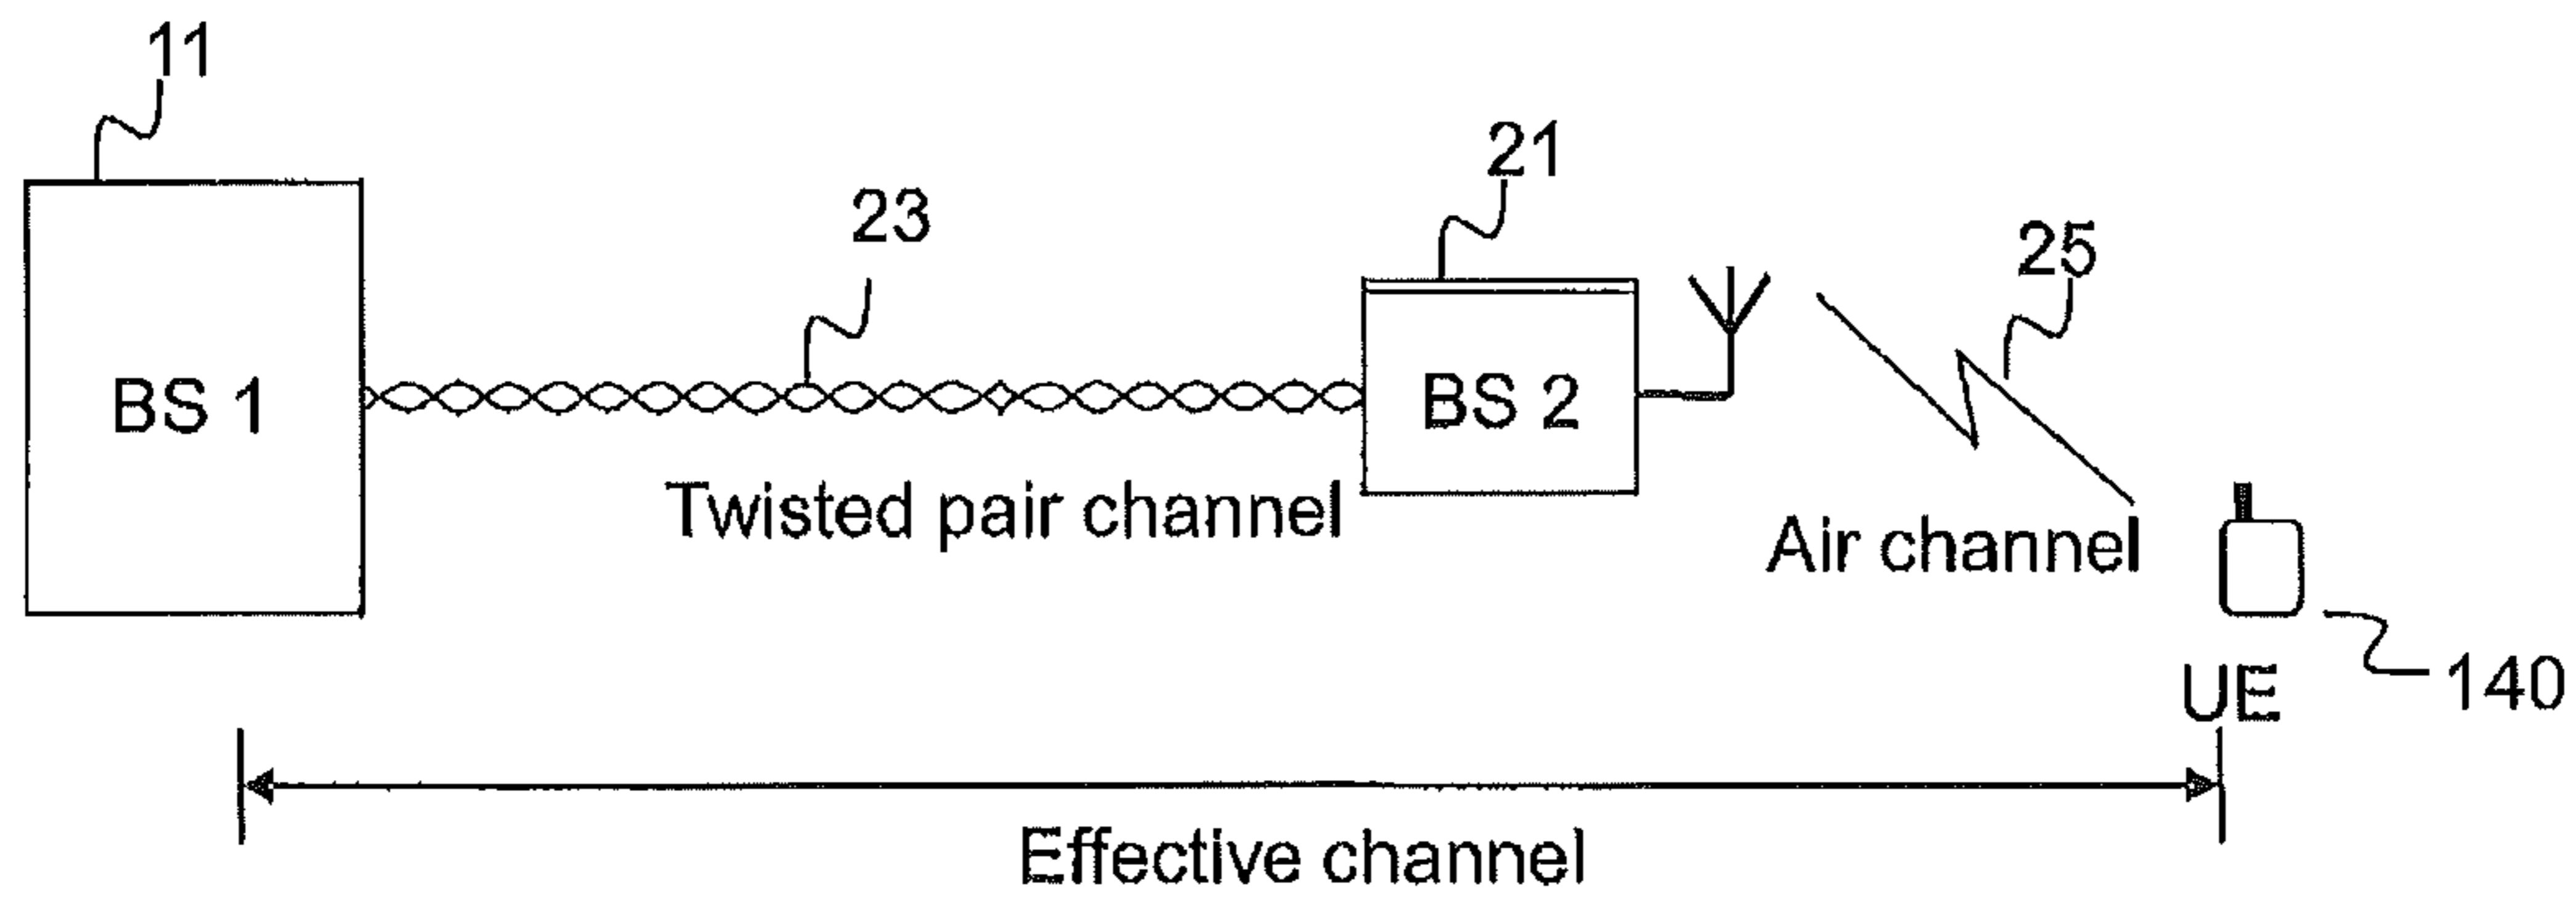 11
21
23
25
BS 1
BS 2
Twisted pair channel
Air channel
UE
140
Effective channel